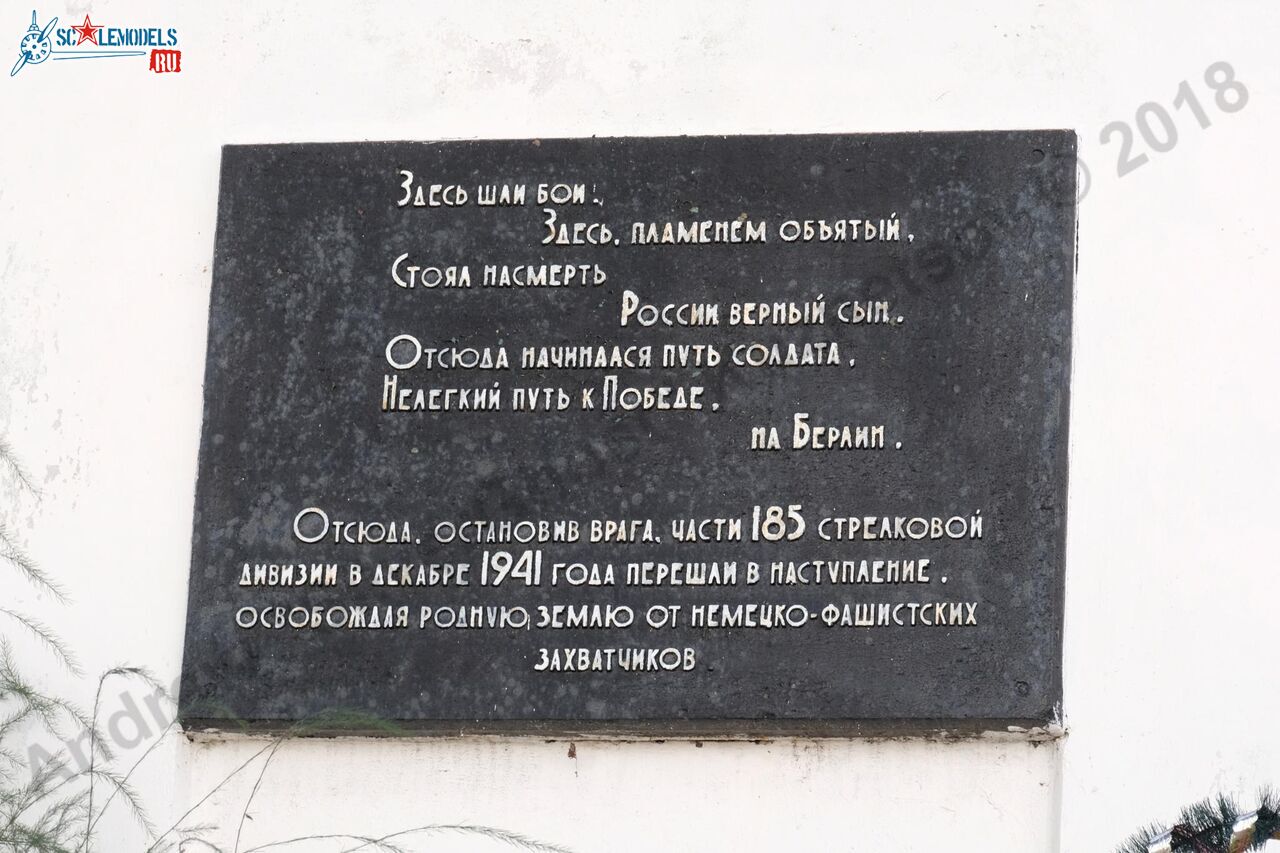 SCALEMODELS
RU
2018
Здесь шли бои.,
Здесь, пламенем объятый,
Стоял насмерть
России верный сын.
Отсюда начинался путь солдата,
Нелегкий путь к Победе,
на Берлин.
Отсюда, остановив врага, части 185 стрелковой
дивизии в декабре 1941 года перешли в наступление,
освобождая родную землю от немецко-фашистских
захватчиков